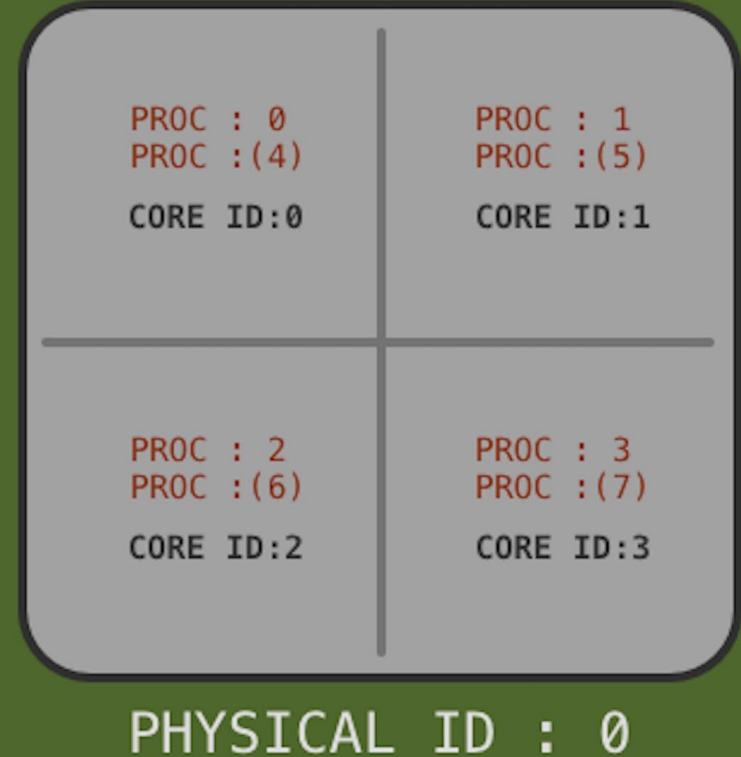 PROC : 0
PROC :(4)
CORE ID:0
PROC : 1
PROC :(5)
CORE ID:1
PROC : 2
PROC :(6)
CORE ID:2
PROC : 3
PROC :(7)
CORE ID:3
PHYSICAL ID : 0